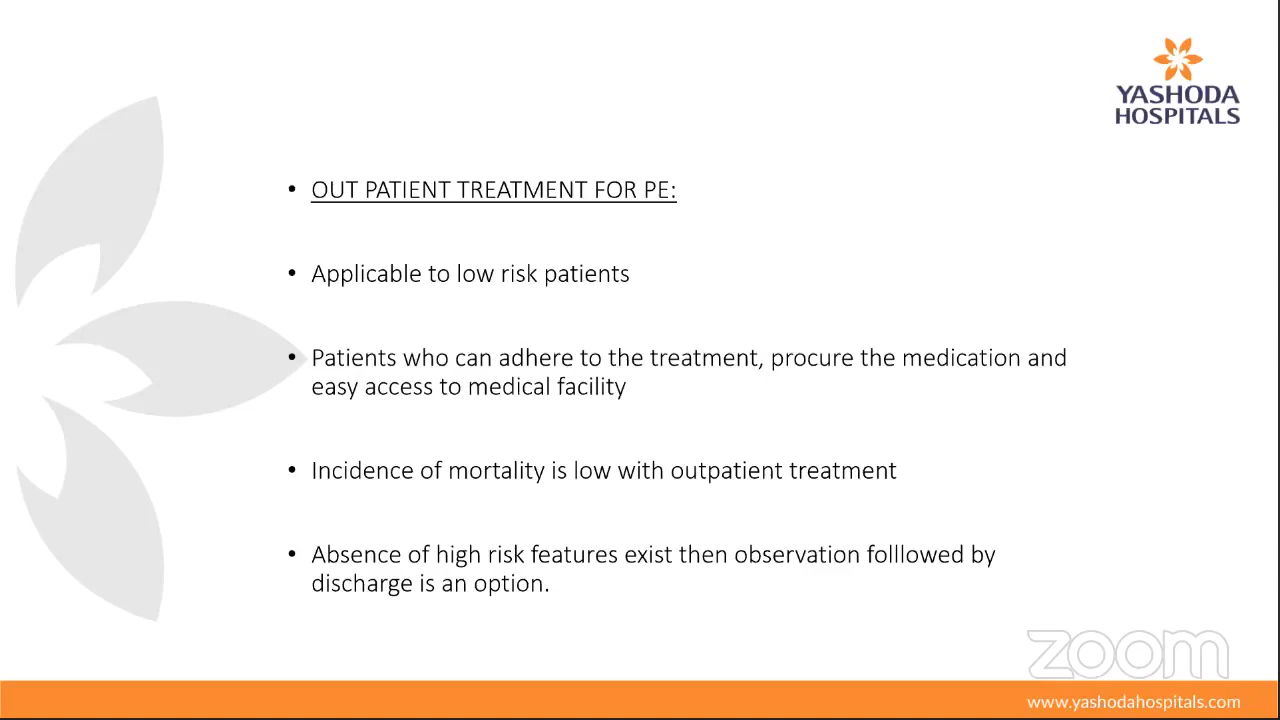 YASHODA
HOSPITALS
• OUT PATIENT TREATMENT FOR PE:
• Applicable to low risk patients
• Patients who can adhere to the treatment, procure the medication and
easy access to medical facility
• Incidence of mortality is low with outpatient treatment
• Absence of high risk features exist then observation folllowed by
discharge is an option.
zoom
www.yashodahospitals.com